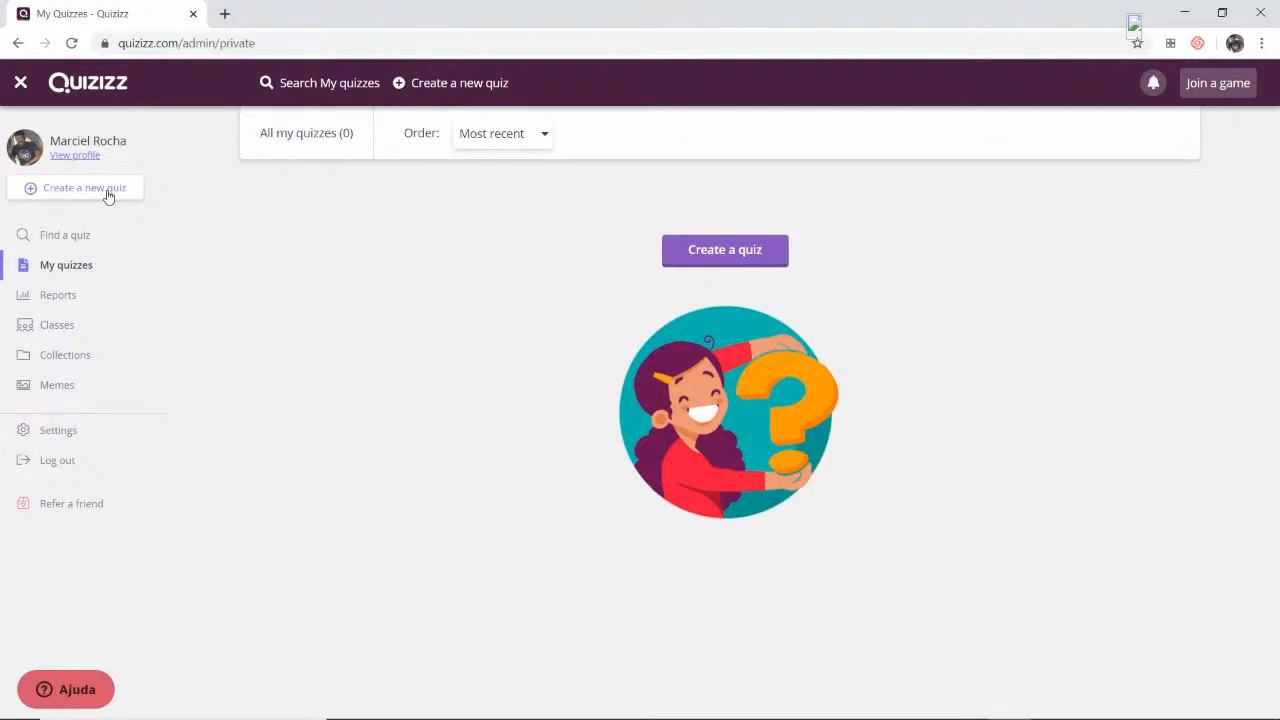 My Quizzes - Quizizz
quizizz.com/admin/private
QUIZIZZ
Search My quizzes
Create a new quiz
Join a game
Marciel Rocha
View profile
All my quizzes (0)
Order:
Most recent
Create a new quiz
Find a quiz
My quizzes
Reports
Classes
Collections
Memes
Settings
Log out
Refer a friend
Create a quiz
Ajuda